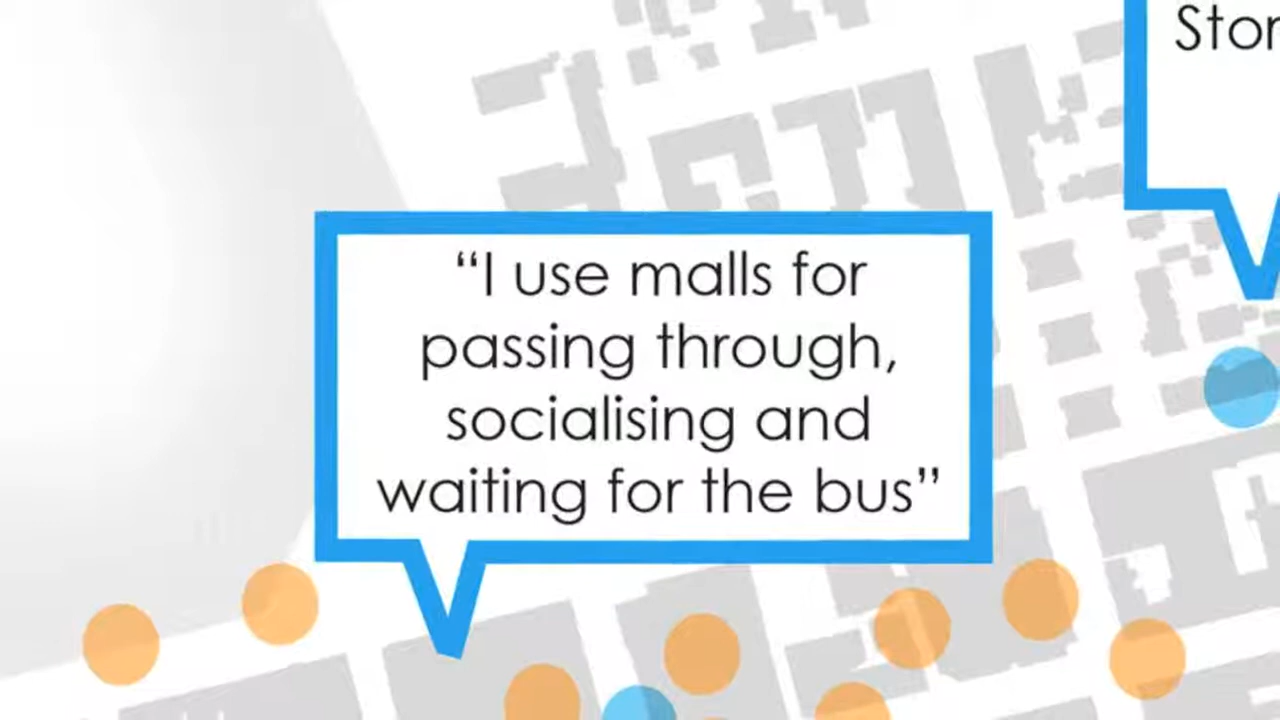 “I use malls for
passing through,
socialising and
waiting for the bus”